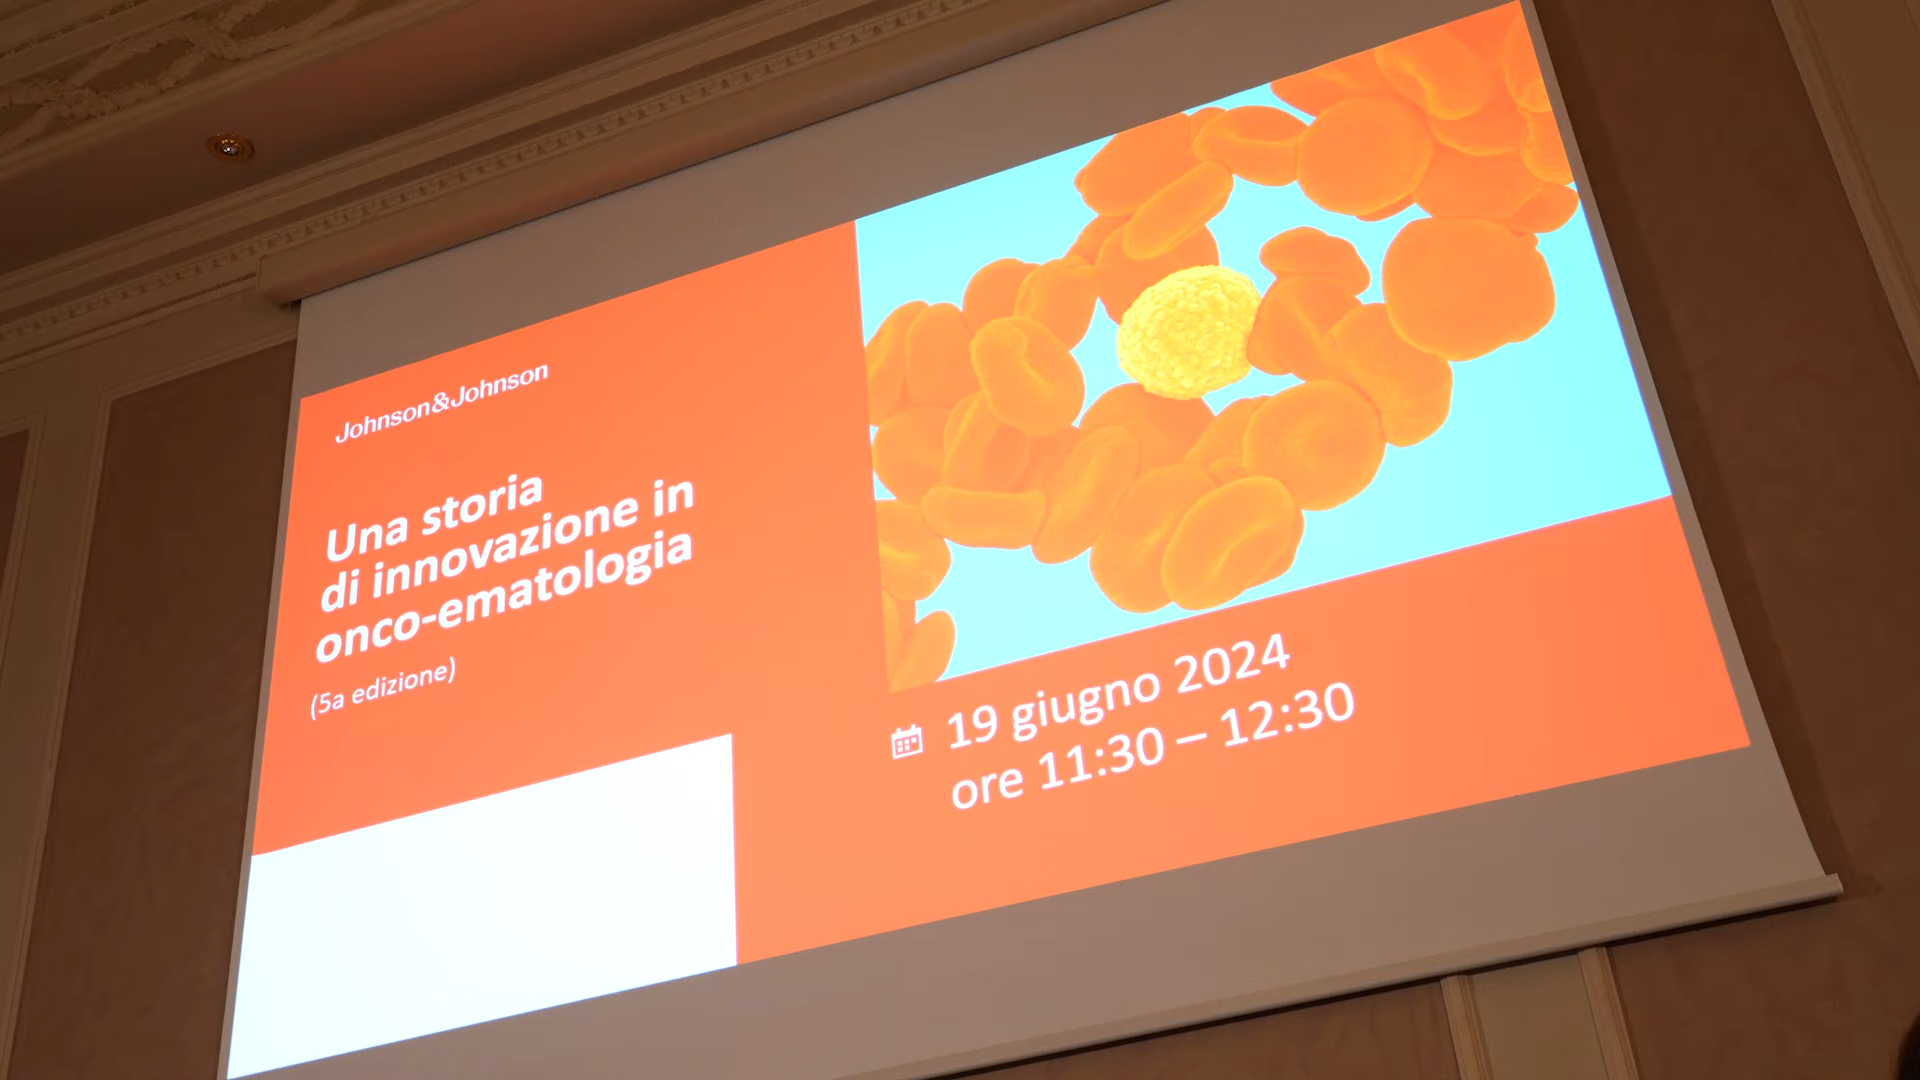 Johnson&Johnson
Una storia
di innovazione in
onco-ematologia
(5a edizione)
19 giugno 2024
ore 11:30 – 12:30